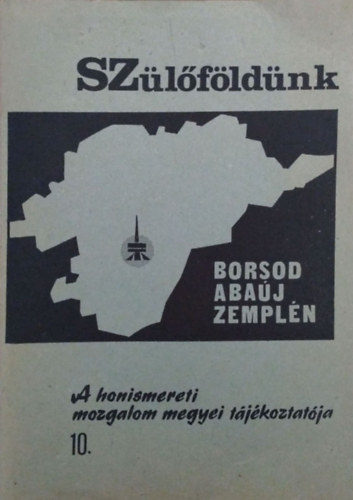 SZülőföldünk
BORSOD
ABAÚJ
ZEMPLÉN
A honismereti
mozgalom megyei tájékoztatója
10.